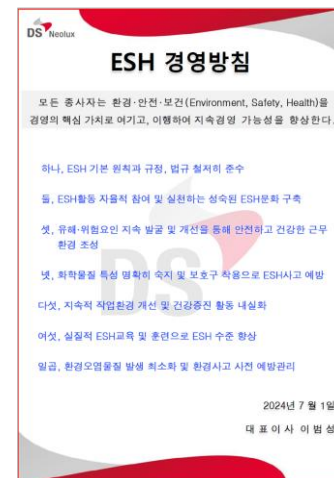 DS Neolux
ESH 경영방침
모든 종사자는 환경·안전·보건(Environment, Safety, Health)을
경영의 핵심 가치로 여기고, 이행하여 지속경영 가능성을 향상한다.
하나, ESH 기본 원칙과 규정, 법규 철저히 준수
둘, ESH활동 자율적 참여 및 실천하는 성숙된 ESH문화 구축
셋, 유해·위험요인 지속 발굴 및 개선을 통해 안전하고 건강한 근무
환경 조성
넷, 화학물질 특성 명확히 숙지 및 보호구 착용으로 ESH사고 예방
다섯, 지속적 작업환경 개선 및 건강증진 활동 내실화
여섯, 실질적 ESH교육 및 훈련으로 ESH 수준 향상
일곱, 환경오염물질 발생 최소화 및 환경사고 사전 예방관리
DS
2024년 7월 1일
대표이사 이범성